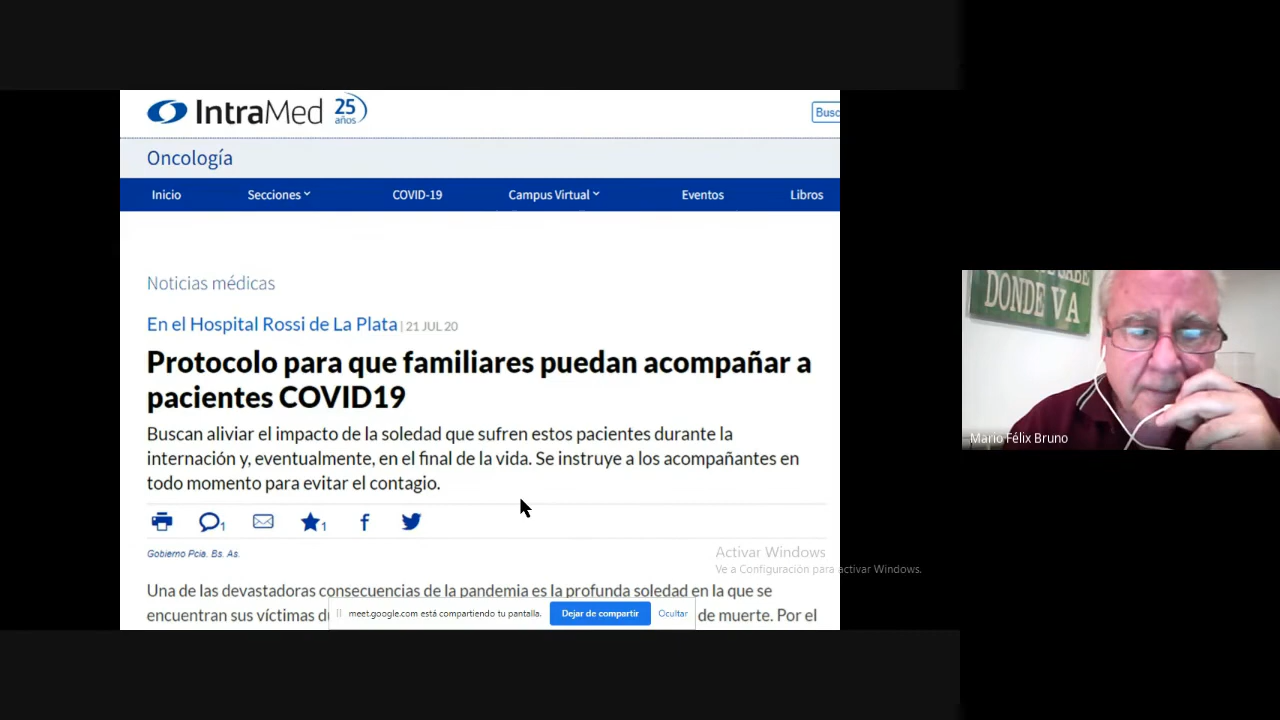 IntraMed 25 años
Busc
Oncología
Inicio Secciones COVID-19 Campus Virtual Eventos Libros
Noticias médicas
En el Hospital Rossi de La Plata | 21 JUL 20
Protocolo para que familiares puedan acompañar a
pacientes COVID19
Buscan aliviar el impacto de la soledad que sufren estos pacientes durante la
internación y, eventualmente, en el final de la vida. Se instruye a los acompañantes en
todo momento para evitar el contagio.
1 1
Gobierno Pcia. Bs. As.
Activar Windows
Ve a Configuración para activar Windows.
Una de las devastadoras consecuencias de la pandemia es la profunda soledad en la que se
encuentran sus víctimas de muerte. Por el
meet.google.com está compartiendo tu pantalla. Dejar de compartir Ocultar
SABE
DONDE VA
Mario Félix Bruno